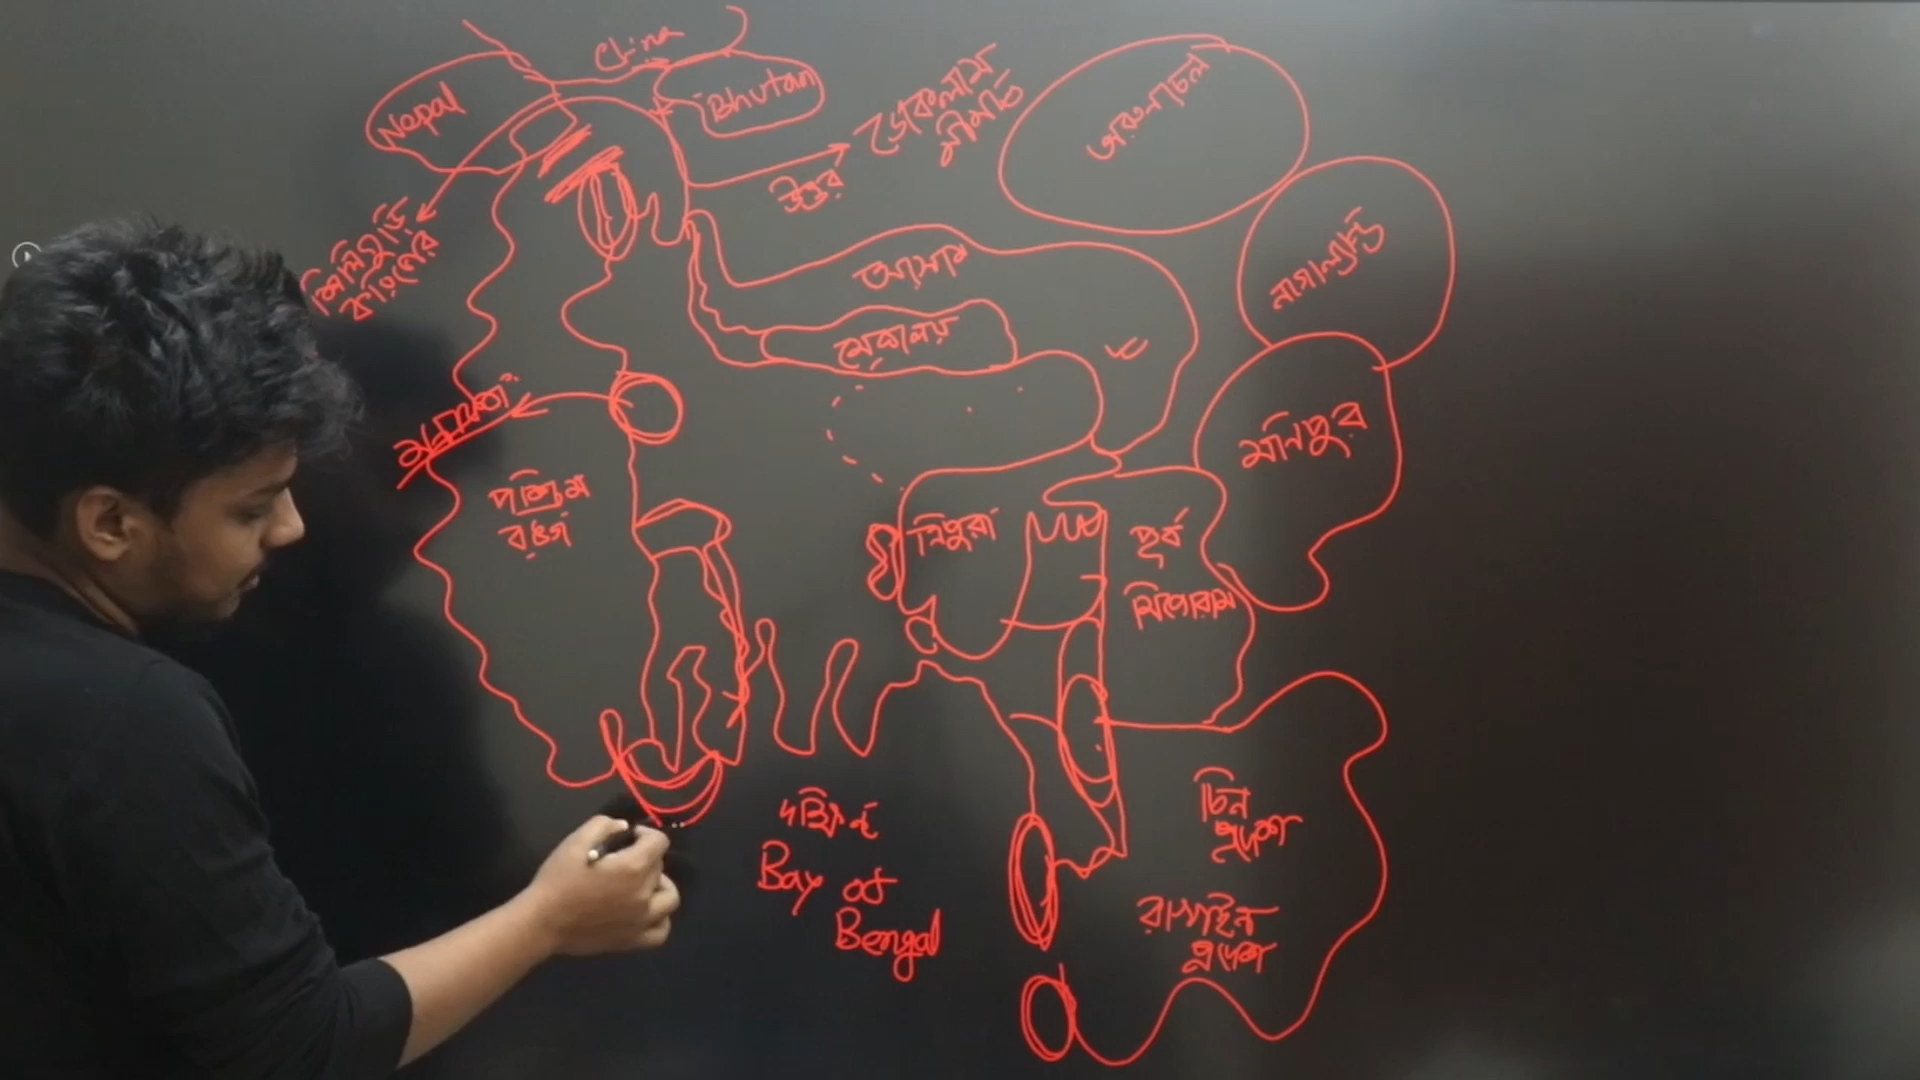 China
Nepal
Bhutan
ডোকলাম
সীমান্ত
উত্তর
অরুনাচল
শিলিগুড়ি
করিডোর
আসাম
নাগাল্যান্ড
মেঘালয়
মনিপুর
পশ্চিম
বঙ্গ
ত্রিপুরা
পূর্ব
মিজোরাম
দক্ষিন
Bay of
Bengal
চিন
প্রদেশ
রাখাইন
প্রদেশ